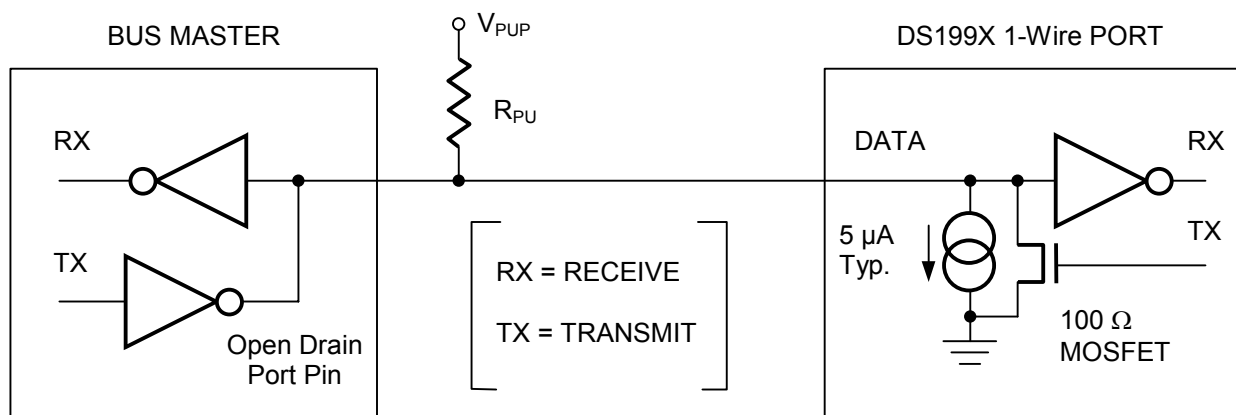 BUS MASTER
V_PUP
DS199X 1-Wire PORT
R_PU
RX
DATA
RX
TX
5 µA
Typ.
TX
RX = RECEIVE
TX = TRANSMIT
Open Drain
Port Pin
100 Ω
MOSFET